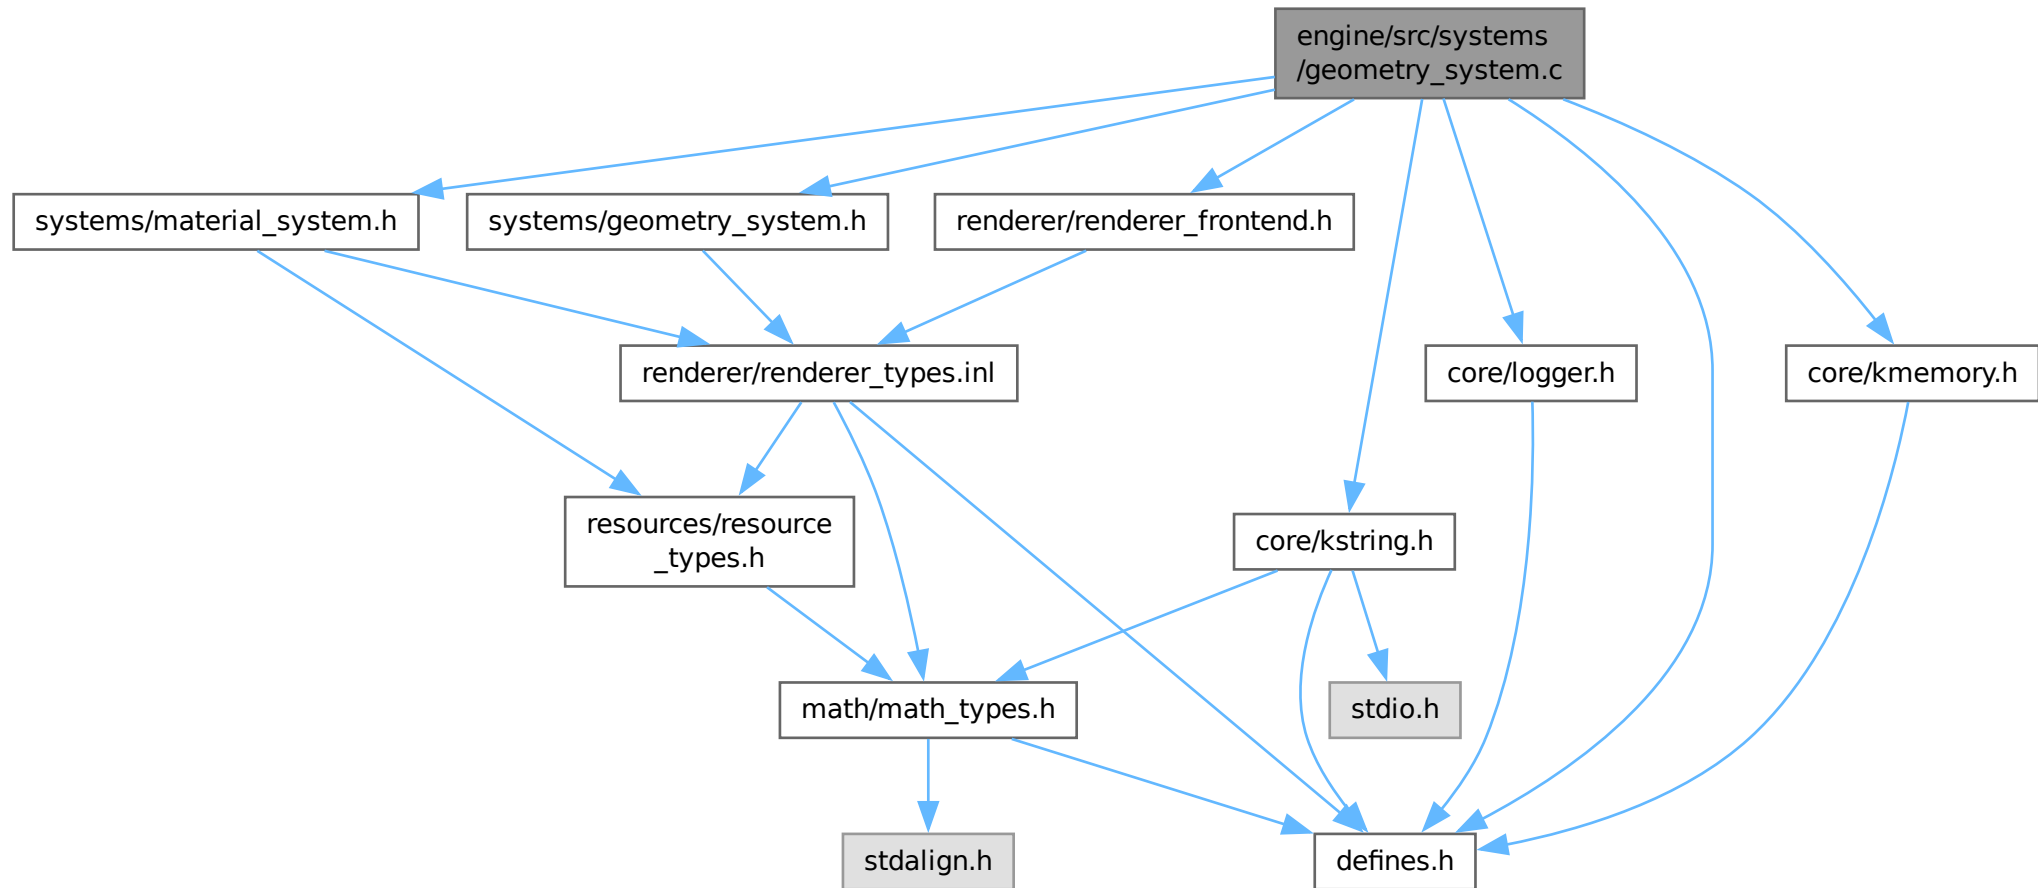 engine/src/systems
/geometry_system.c
systems/material_system.h
systems/geometry_system.h
renderer/renderer_frontend.h
renderer/renderer_types.inl
core/logger.h
core/kmemory.h
resources/resource
_types.h
core/kstring.h
math/math_types.h
stdio.h
stdalign.h
defines.h